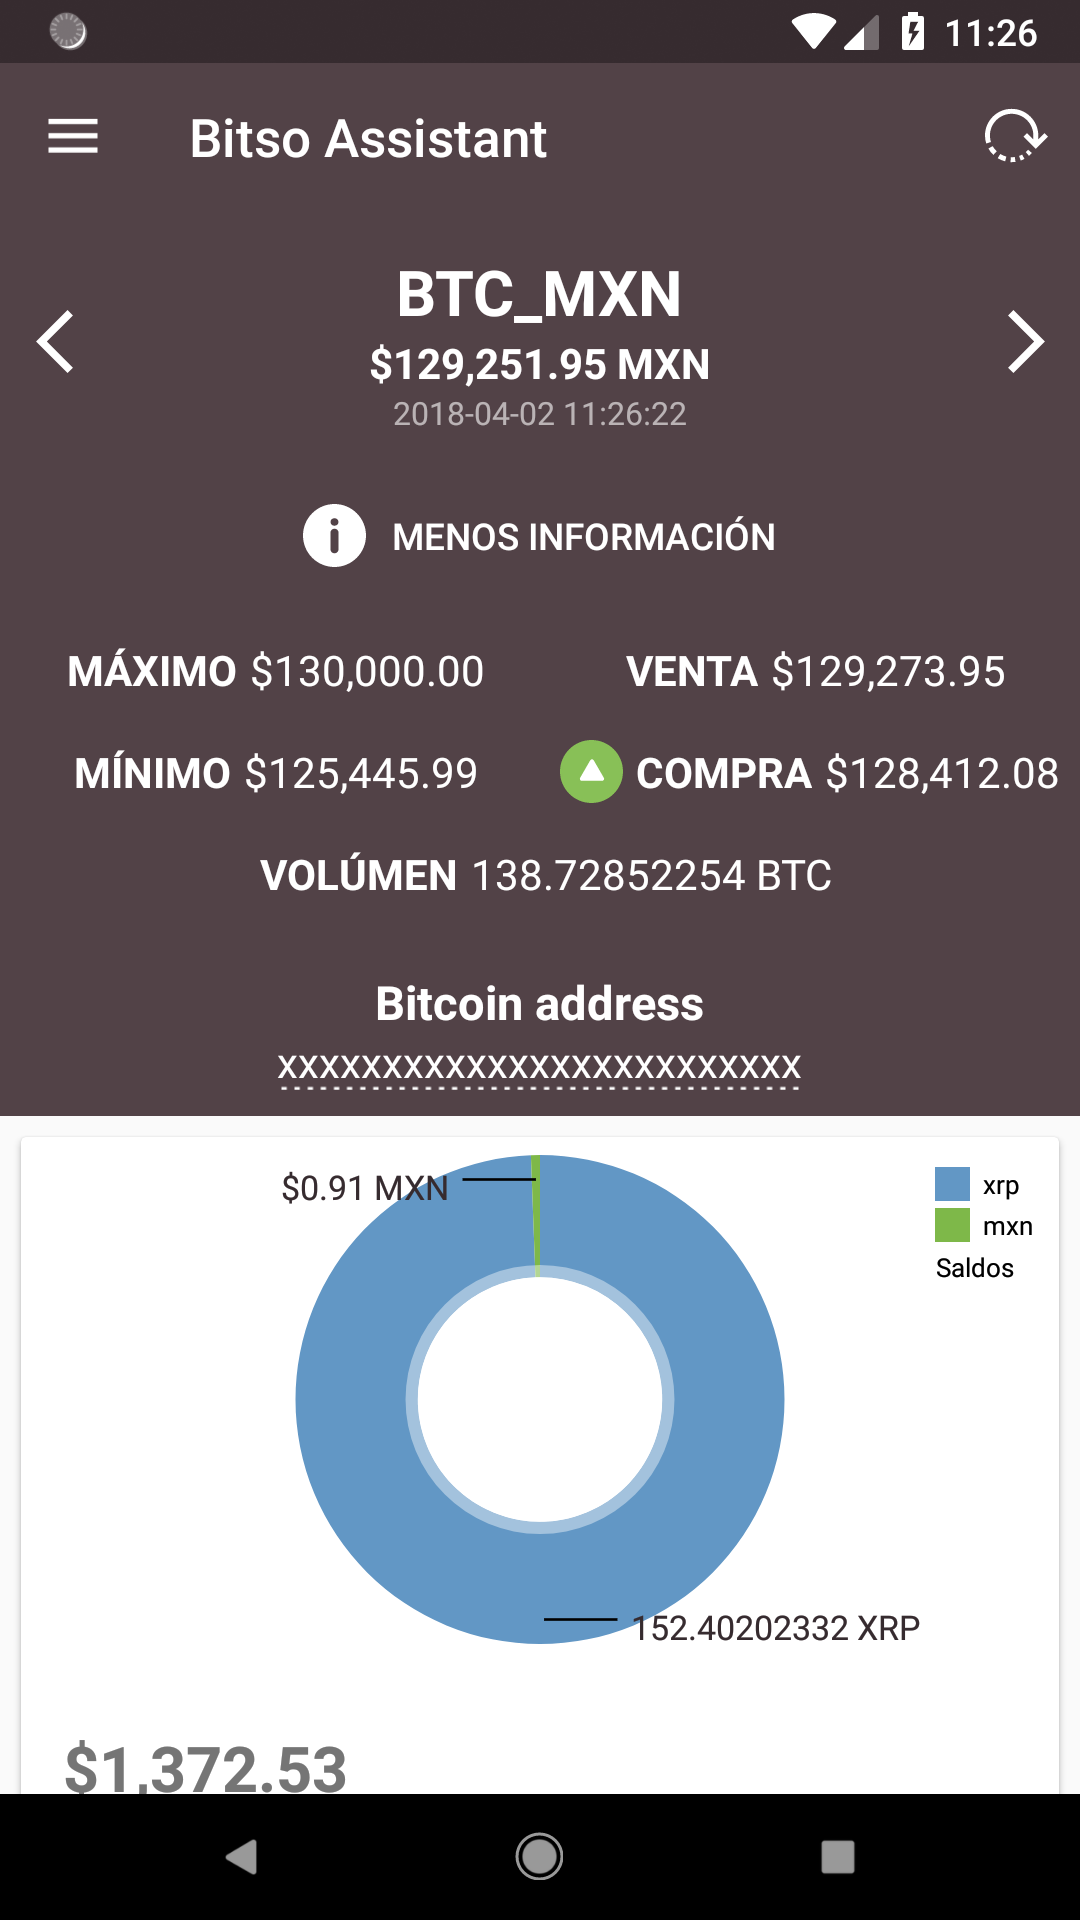 11:26
Bitso Assistant
BTC_MXN
$129,251.95 MXN
2018-04-02 11:26:22
MENOS INFORMACIÓN
MÁXIMO $130,000.00 VENTA $129,273.95
MÍNIMO $125,445.99 COMPRA $128,412.08
VOLÚMEN 138.72852254 BTC
Bitcoin address
xxxxxxxxxxxxxxxxxxxxxxxxx
$0.91 MXN
xrp
mxn
Saldos
152.40202332 XRP
$1,372.53